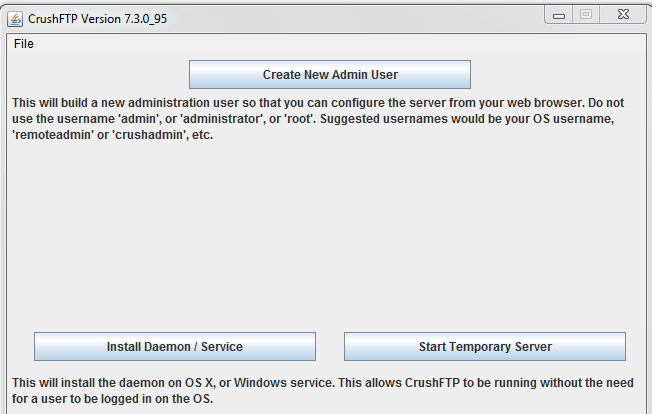 CrushFTP Version 7.3.0_95
File
Create New Admin User
This will build a new administration user so that you can configure the server from your web browser. Do not
use the username 'admin', or 'administrator', or 'root'. Suggested usernames would be your OS username,
'remoteadmin' or 'crushadmin', etc.
Install Daemon / Service
Start Temporary Server
This will install the daemon on OS X, or Windows service. This allows CrushFTP to be running without the need
for a user to be logged in on the OS.